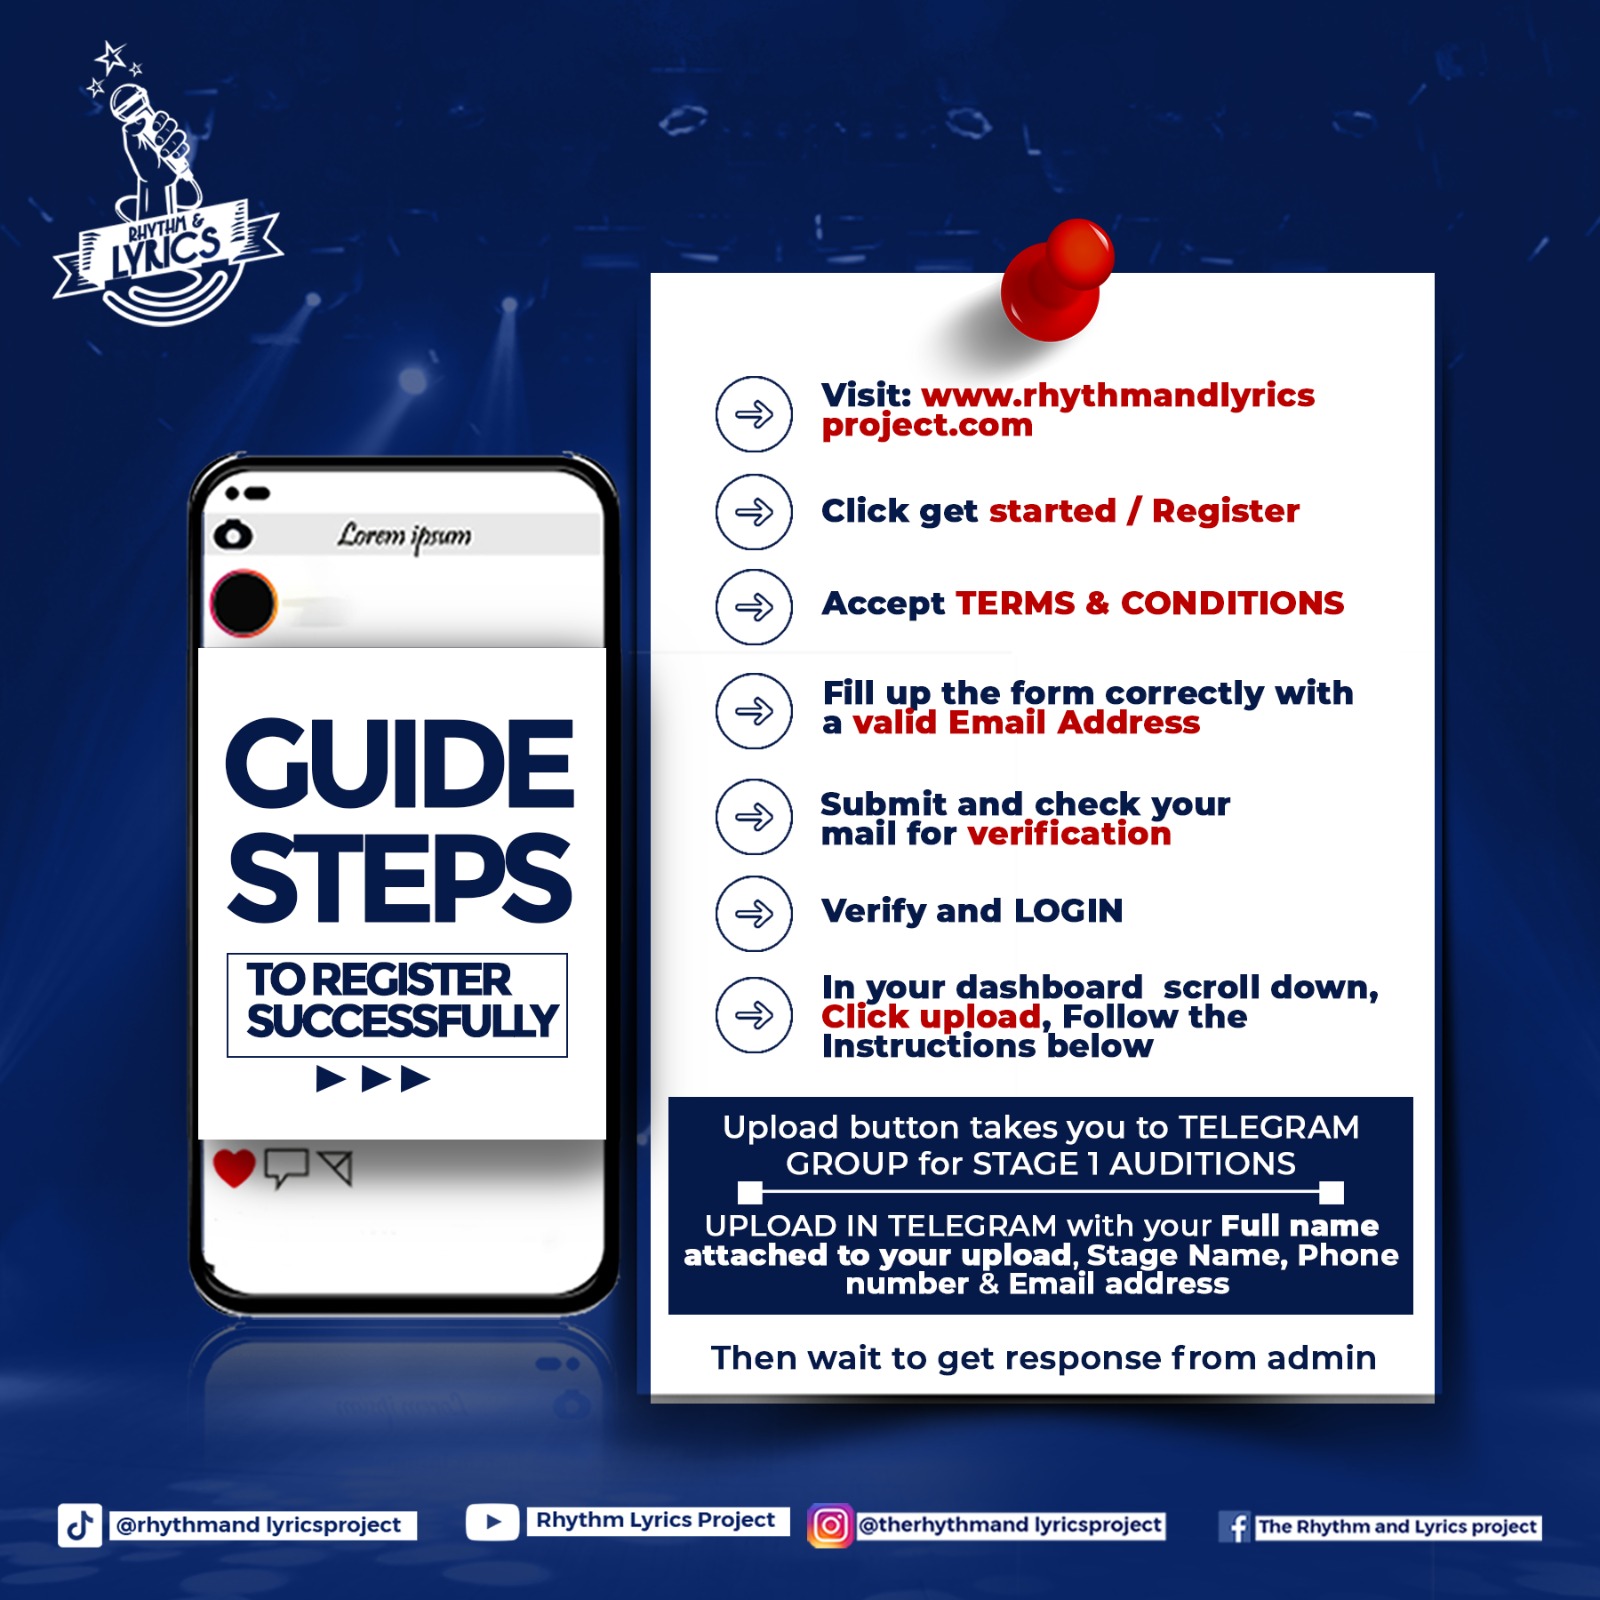 RHYTHM &
LYRICS
Lorem ipsum
GUIDE
STEPS
TO REGISTER
SUCCESSFULLY
Visit: www.rhythmandlyrics
project.com
Click get started / Register
Accept TERMS & CONDITIONS
Fill up the form correctly with
a valid Email Address
Submit and check your
mail for verification
Verify and LOGIN
In your dashboard scroll down,
Click upload, Follow the
Instructions below
Upload button takes you to TELEGRAM
GROUP for STAGE 1 AUDITIONS
UPLOAD IN TELEGRAM with your Full name
attached to your upload, Stage Name, Phone
number & Email address
Then wait to get response from admin
@rhythmand lyricsproject
Rhythm Lyrics Project
@therhythmand lyricsproject
The Rhythm and Lyrics project